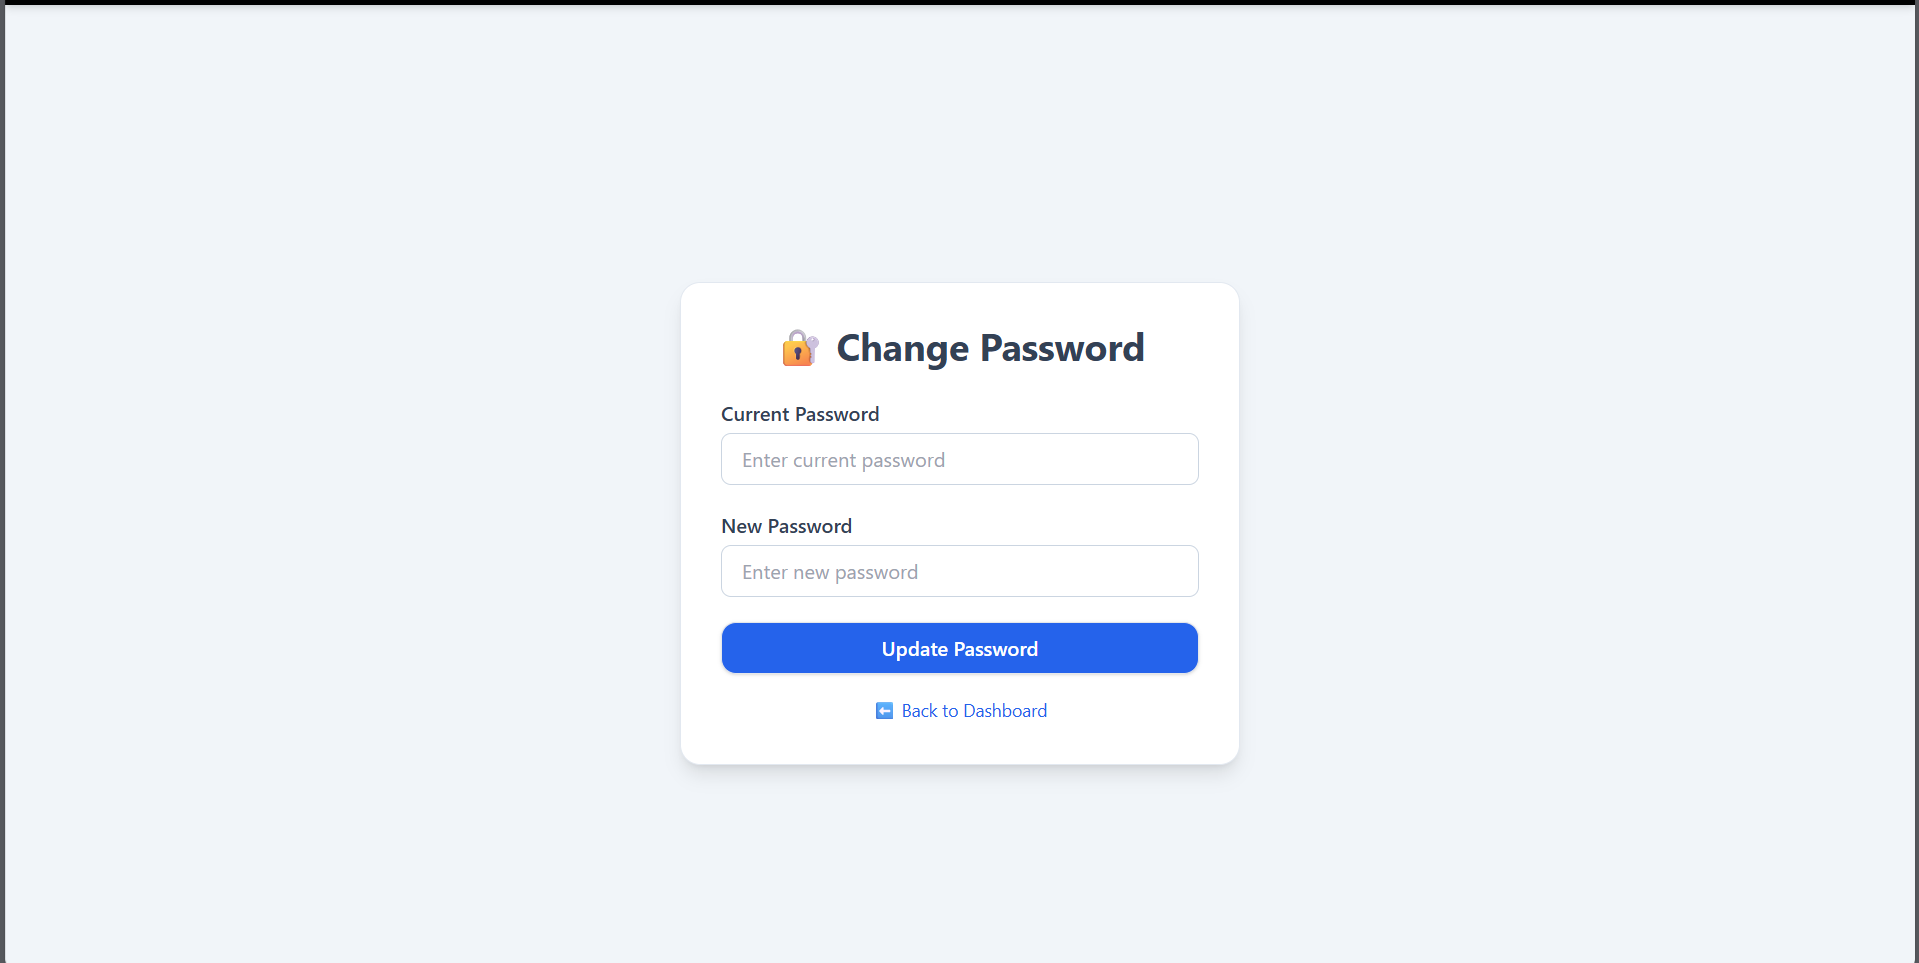 🔐 Change Password
Current Password
Enter current password
New Password
Enter new password
Update Password
⬅️ Back to Dashboard